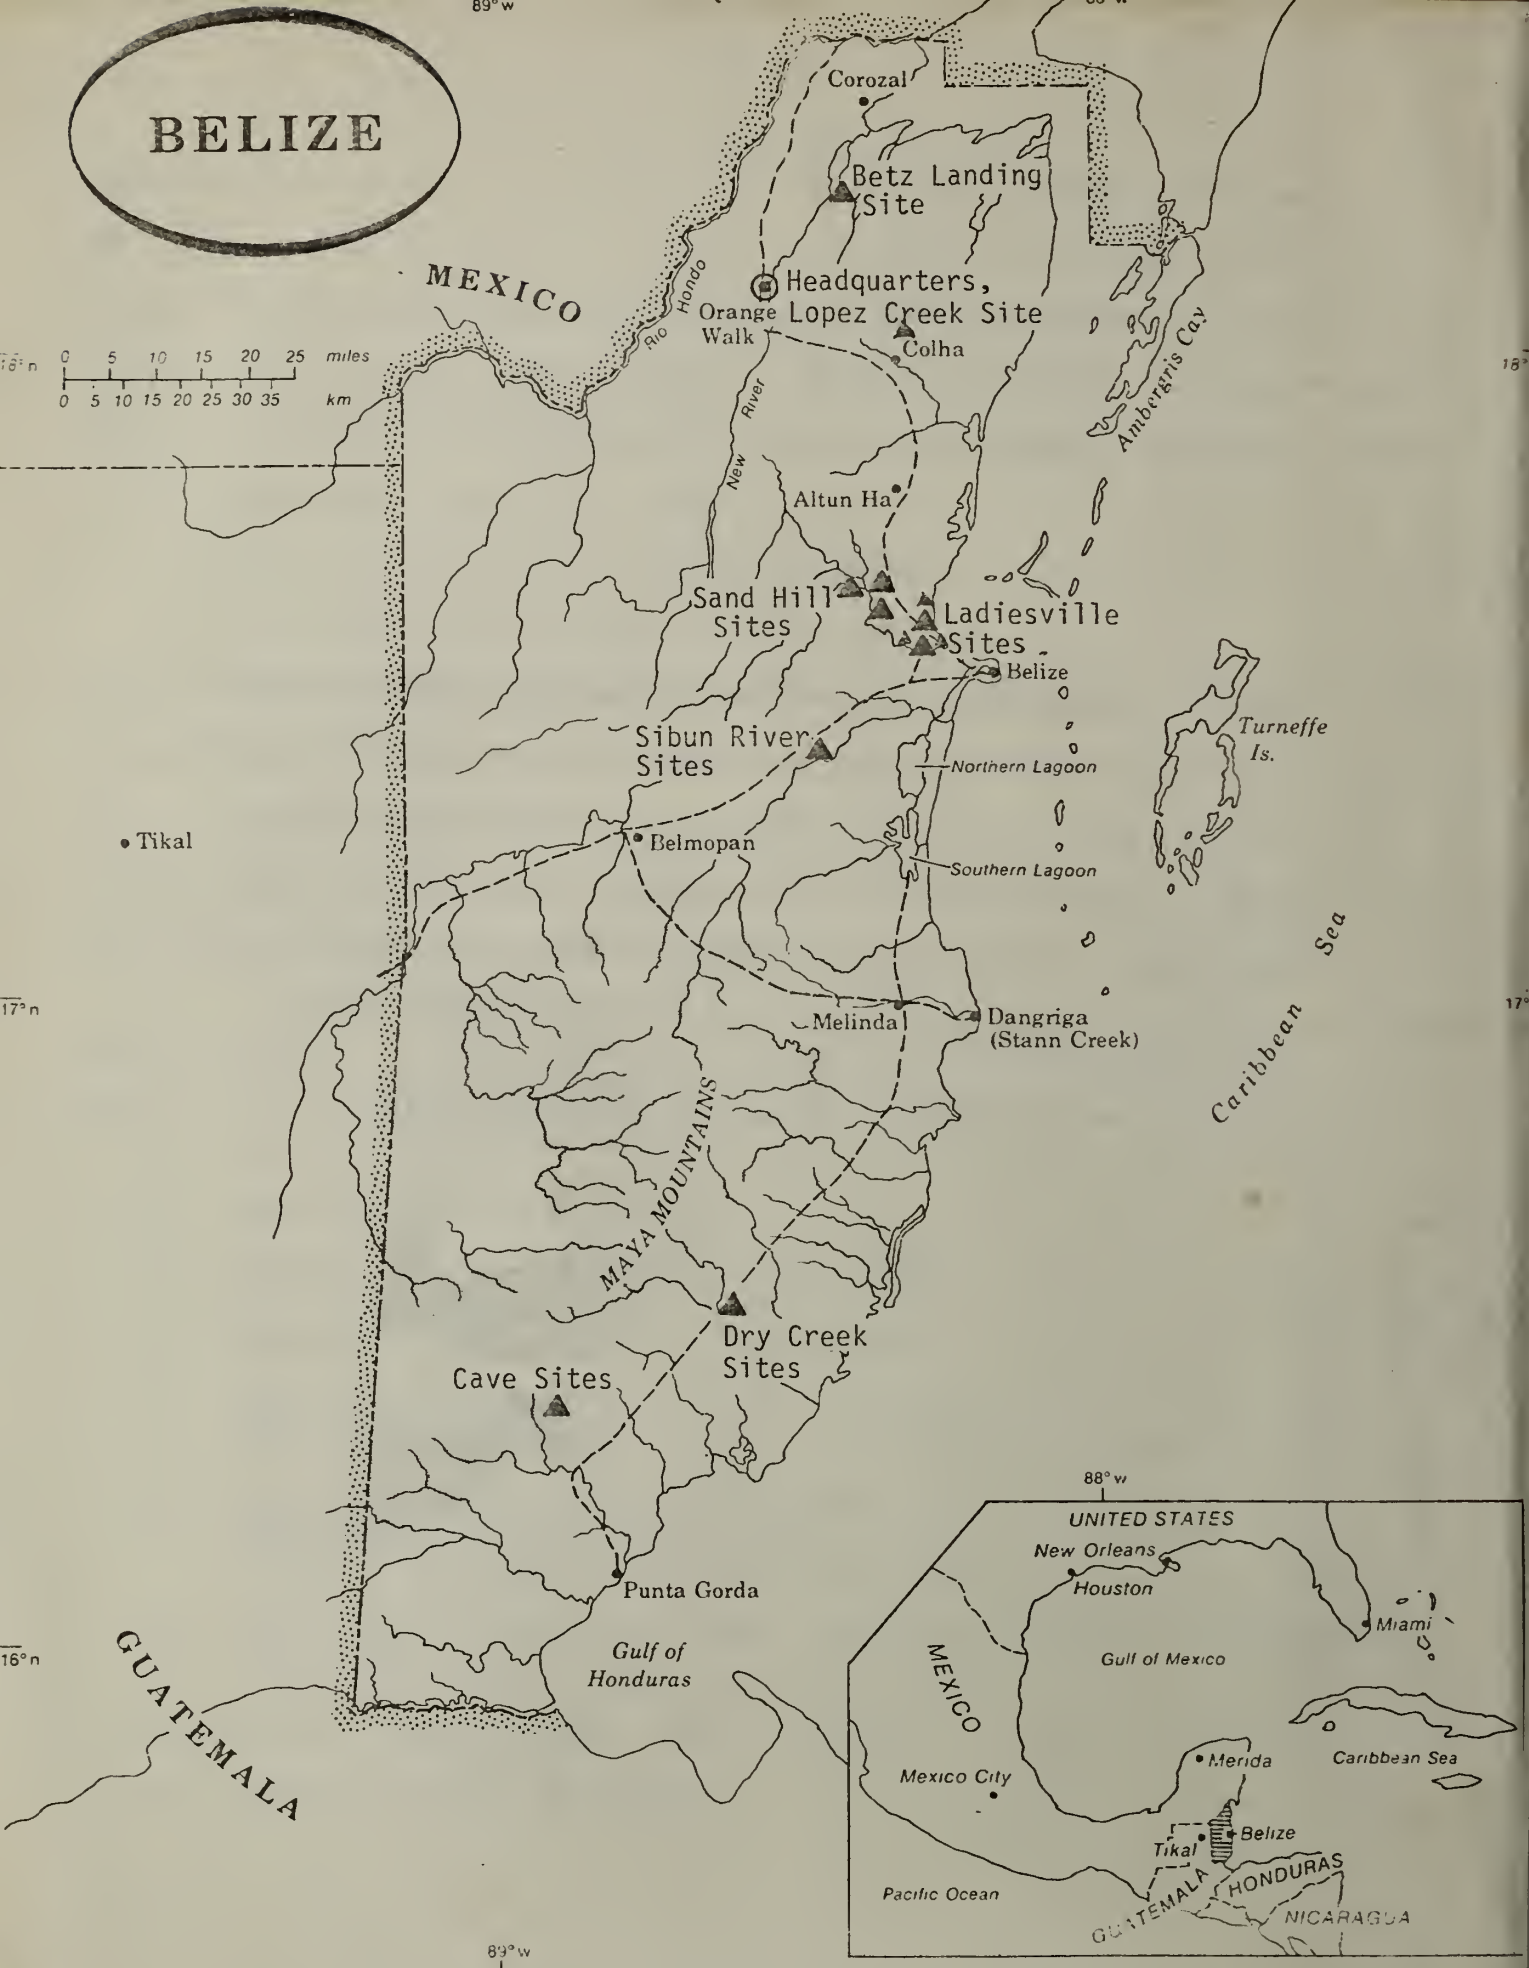 89°w
BELIZE
Corozal
Betz Landing
Site
MEXICO
Rio Hondo
Headquarters,
Lopez Creek Site
Orange
Walk
Colha
0 5 10 15 20 25 miles
0 5 10 15 20 25 30 35 km
18°n
18°
Ambergris Cay
New River
Altun Ha
Sand Hill
Sites
Ladiesville
Sites
Belize
Sibun River
Sites
Turneffe
Is.
Northern Lagoon
Tikal
Belmopan
Southern Lagoon
Caribbean Sea
17°n
17°
Melinda
Dangriga
(Stann Creek)
MAYA MOUNTAINS
Dry Creek
Sites
Cave Sites
Punta Gorda
Gulf of
Honduras
16°n
GUATEMALA
88°w
UNITED STATES
New Orleans
Houston
Miami
MEXICO
Gulf of Mexico
Merida
Caribbean Sea
Mexico City
Tikal
Belize
Pacific Ocean
GUATEMALA
HONDURAS
NICARAGUA
89°w